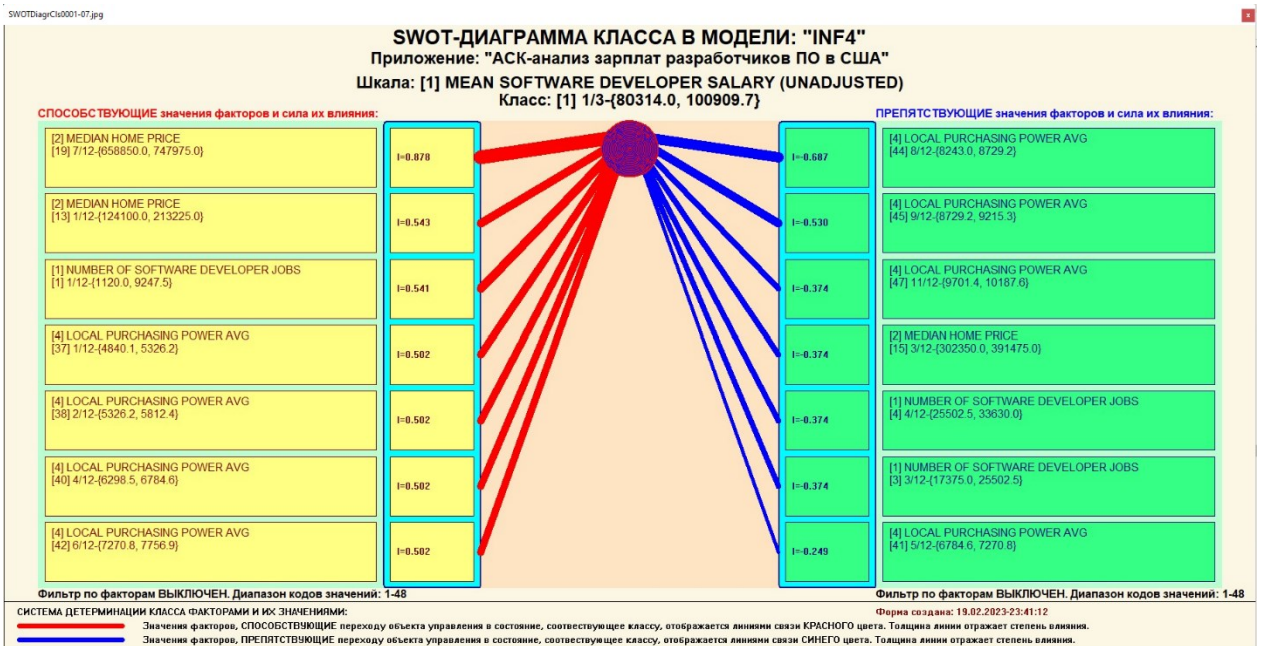 SWOTDiagrCls0001-07.jpg
x
SWOT-ДИАГРАММА КЛАССА В МОДЕЛИ: "INF4"
Приложение: "АСК-анализ зарплат разработчиков ПО в США"
Шкала: [1] MEAN SOFTWARE DEVELOPER SALARY (UNADJUSTED)
Класс: [1] 1/3-{80314.0, 100909.7}
СПОСОБСТВУЮЩИЕ значения факторов и сила их влияния:
ПРЕПЯТСТВУЮЩИЕ значения факторов и сила их влияния:
[2] MEDIAN HOME PRICE
[19] 7/12-{658850.0, 747975.0}
I=0.878
I=-0.687
[4] LOCAL PURCHASING POWER AVG
[44] 8/12-{8243.0, 8729.2}
[2] MEDIAN HOME PRICE
[13] 1/12-{124100.0, 213225.0}
I=0.543
I=-0.530
[4] LOCAL PURCHASING POWER AVG
[45] 9/12-{8729.2, 9215.3}
[1] NUMBER OF SOFTWARE DEVELOPER JOBS
[1] 1/12-{1120.0, 9247.5}
I=0.541
I=-0.374
[4] LOCAL PURCHASING POWER AVG
[47] 11/12-{9701.4, 10187.6}
[4] LOCAL PURCHASING POWER AVG
[37] 1/12-{4840.1, 5326.2}
I=0.502
I=-0.374
[2] MEDIAN HOME PRICE
[15] 3/12-{302350.0, 391475.0}
[4] LOCAL PURCHASING POWER AVG
[38] 2/12-{5326.2, 5812.4}
I=0.502
I=-0.374
[1] NUMBER OF SOFTWARE DEVELOPER JOBS
[4] 4/12-{25502.5, 33630.0}
[4] LOCAL PURCHASING POWER AVG
[40] 4/12-{6298.5, 6784.6}
I=0.502
I=-0.374
[1] NUMBER OF SOFTWARE DEVELOPER JOBS
[3] 3/12-{17375.0, 25502.5}
[4] LOCAL PURCHASING POWER AVG
[42] 6/12-{7270.8, 7756.9}
I=0.502
I=-0.249
[4] LOCAL PURCHASING POWER AVG
[41] 5/12-{6784.6, 7270.8}
Фильтр по факторам ВЫКЛЮЧЕН. Диапазон кодов значений: 1-48
Фильтр по факторам ВЫКЛЮЧЕН. Диапазон кодов значений: 1-48
СИСТЕМА ДЕТЕРМИНАЦИИ КЛАССА ФАКТОРАМИ И ИХ ЗНАЧЕНИЯМИ:
Форма создана: 19.02.2023-23:41:12
Значения факторов, СПОСОБСТВУЮЩИЕ переходу объекта управления в состояние, соотвествующее классу, отображается линиями связи КРАСНОГО цвета. Толщина линии отражает степень влияния.
Значения факторов, ПРЕПЯТСТВУЮЩИЕ переходу объекта управления в состояние, соотвествующее классу, отображается линиями связи СИНЕГО цвета. Толщина линии отражает степень влияния.